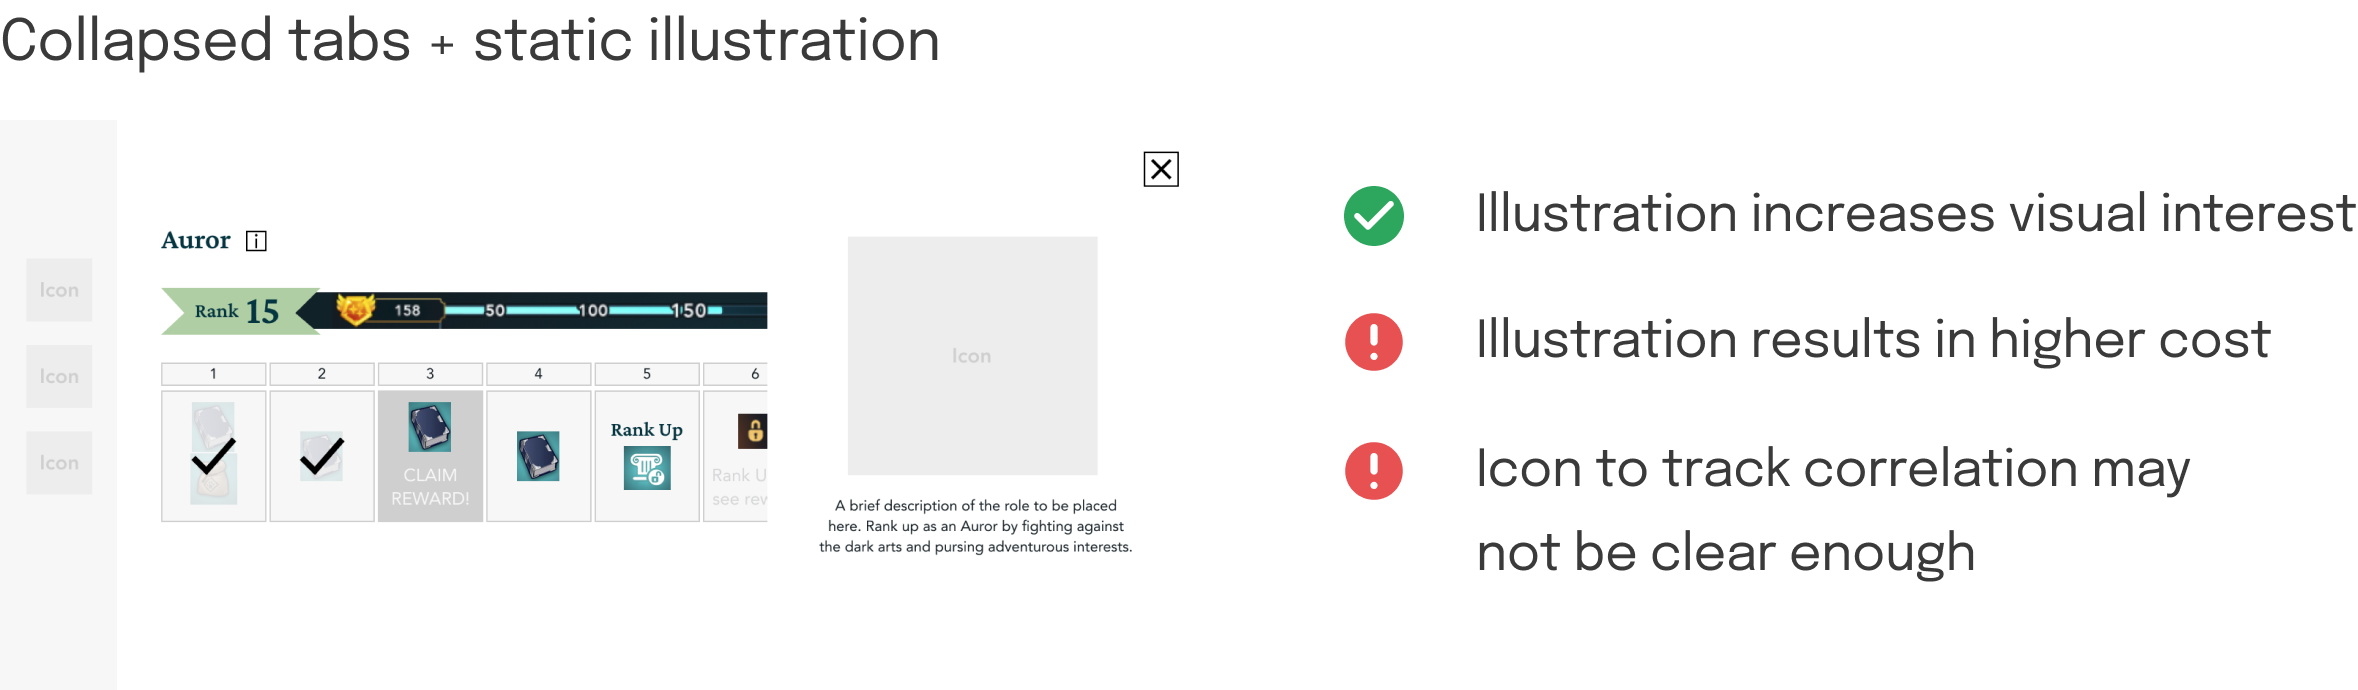 Collapsed tabs + static illustration
Icon
Icon
Icon
Auror i
Rank 15
158 50 100 150
1 2 3 4 5 6
CLAIM
REWARD!
Rank Up
Rank U
see rew
Icon
A brief description of the role to be placed
here. Rank up as an Auror by fighting against
the dark arts and pursing adventurous interests.
Illustration increases visual interest
Illustration results in higher cost
Icon to track correlation may
not be clear enough